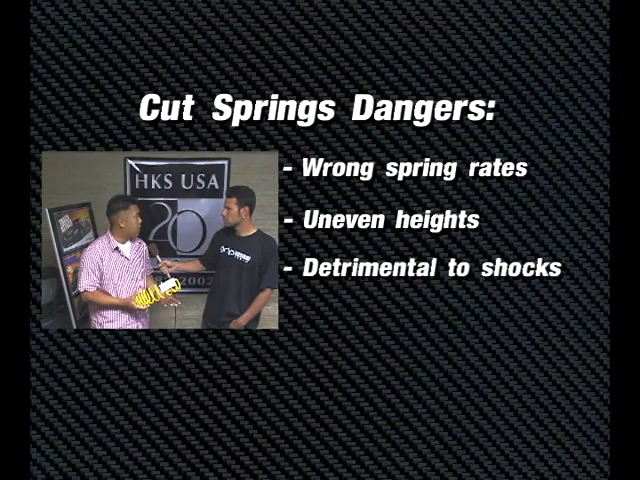 Cut Springs Dangers:
- Wrong spring rates
- Uneven heights
- Detrimental to shocks
HKS USA
20
2002